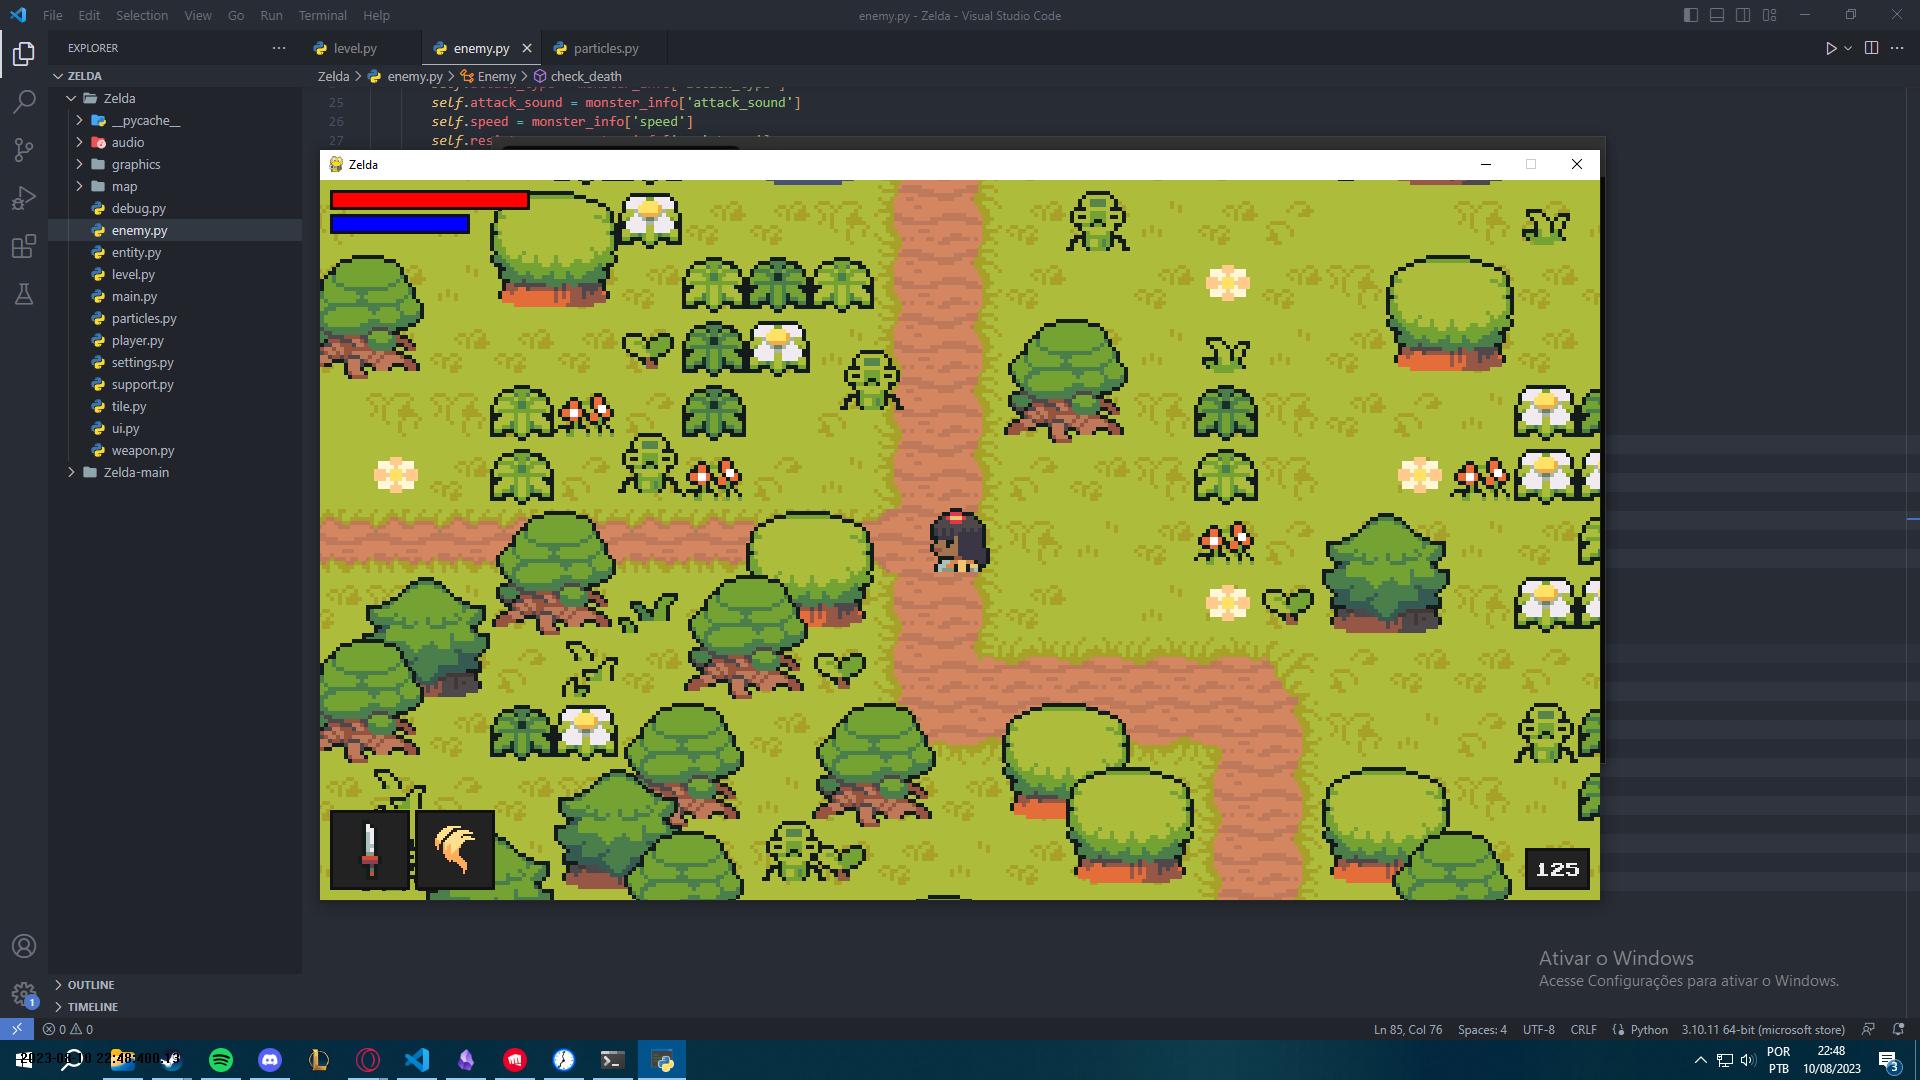 File Edit Selection View Go Run Terminal Help
enemy.py - Zelda - Visual Studio Code
EXPLORER
level.py
enemy.py
particles.py
ZELDA
Zelda > enemy.py > Enemy > check_death
Zelda
__pycache__
audio
graphics
map
debug.py
enemy.py
entity.py
level.py
main.py
particles.py
player.py
settings.py
support.py
tile.py
ui.py
weapon.py
Zelda-main
25 self.attack_sound = monster_info['attack_sound']
26 self.speed = monster_info['speed']
27 self.res
Zelda
125
Ativar o Windows
Acesse Configurações para ativar o Windows.
OUTLINE
TIMELINE
1
0 0
Ln 85, Col 76 Spaces: 4 UTF-8 CRLF Python 3.10.11 64-bit (microsoft store)
POR
PTB
22:48
10/08/2023
3